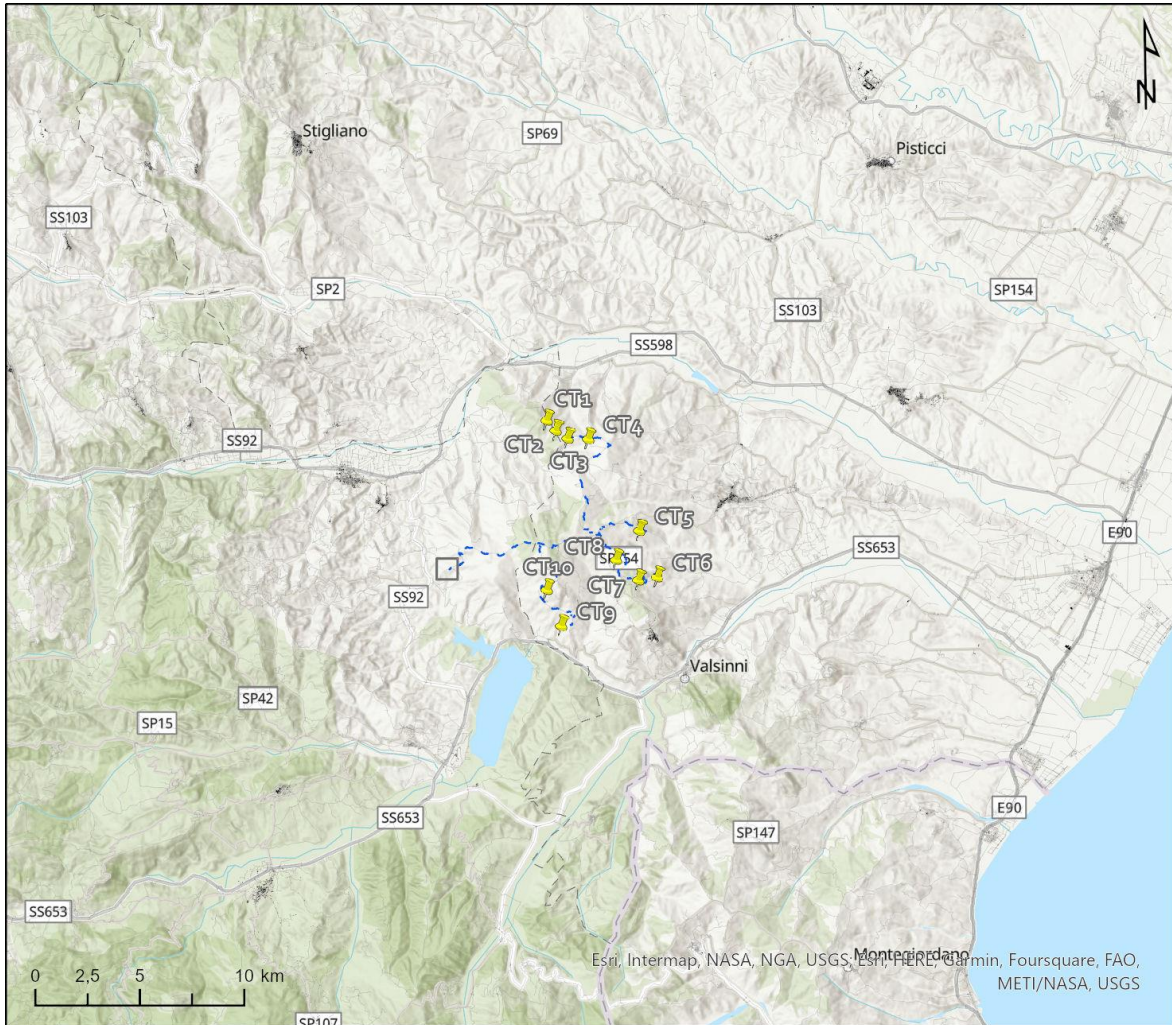 N
Stigliano
SP69
Pisticci
SS103
SP2
SP154
SS103
SS598
CT1
CT4
CT2
CT3
SS92
CT5
E90
CT8
SS653
CT6
CT10
CT7
SS92
CT9
Valsinni
SP42
SP15
E90
SS653
SP147
SS653
Montegiordano
Esri, Intermap, NASA, NGA, USGS; Esri, HERE, Garmin, Foursquare, FAO,
METI/NASA, USGS
0 2,5 5 10 km
SP107